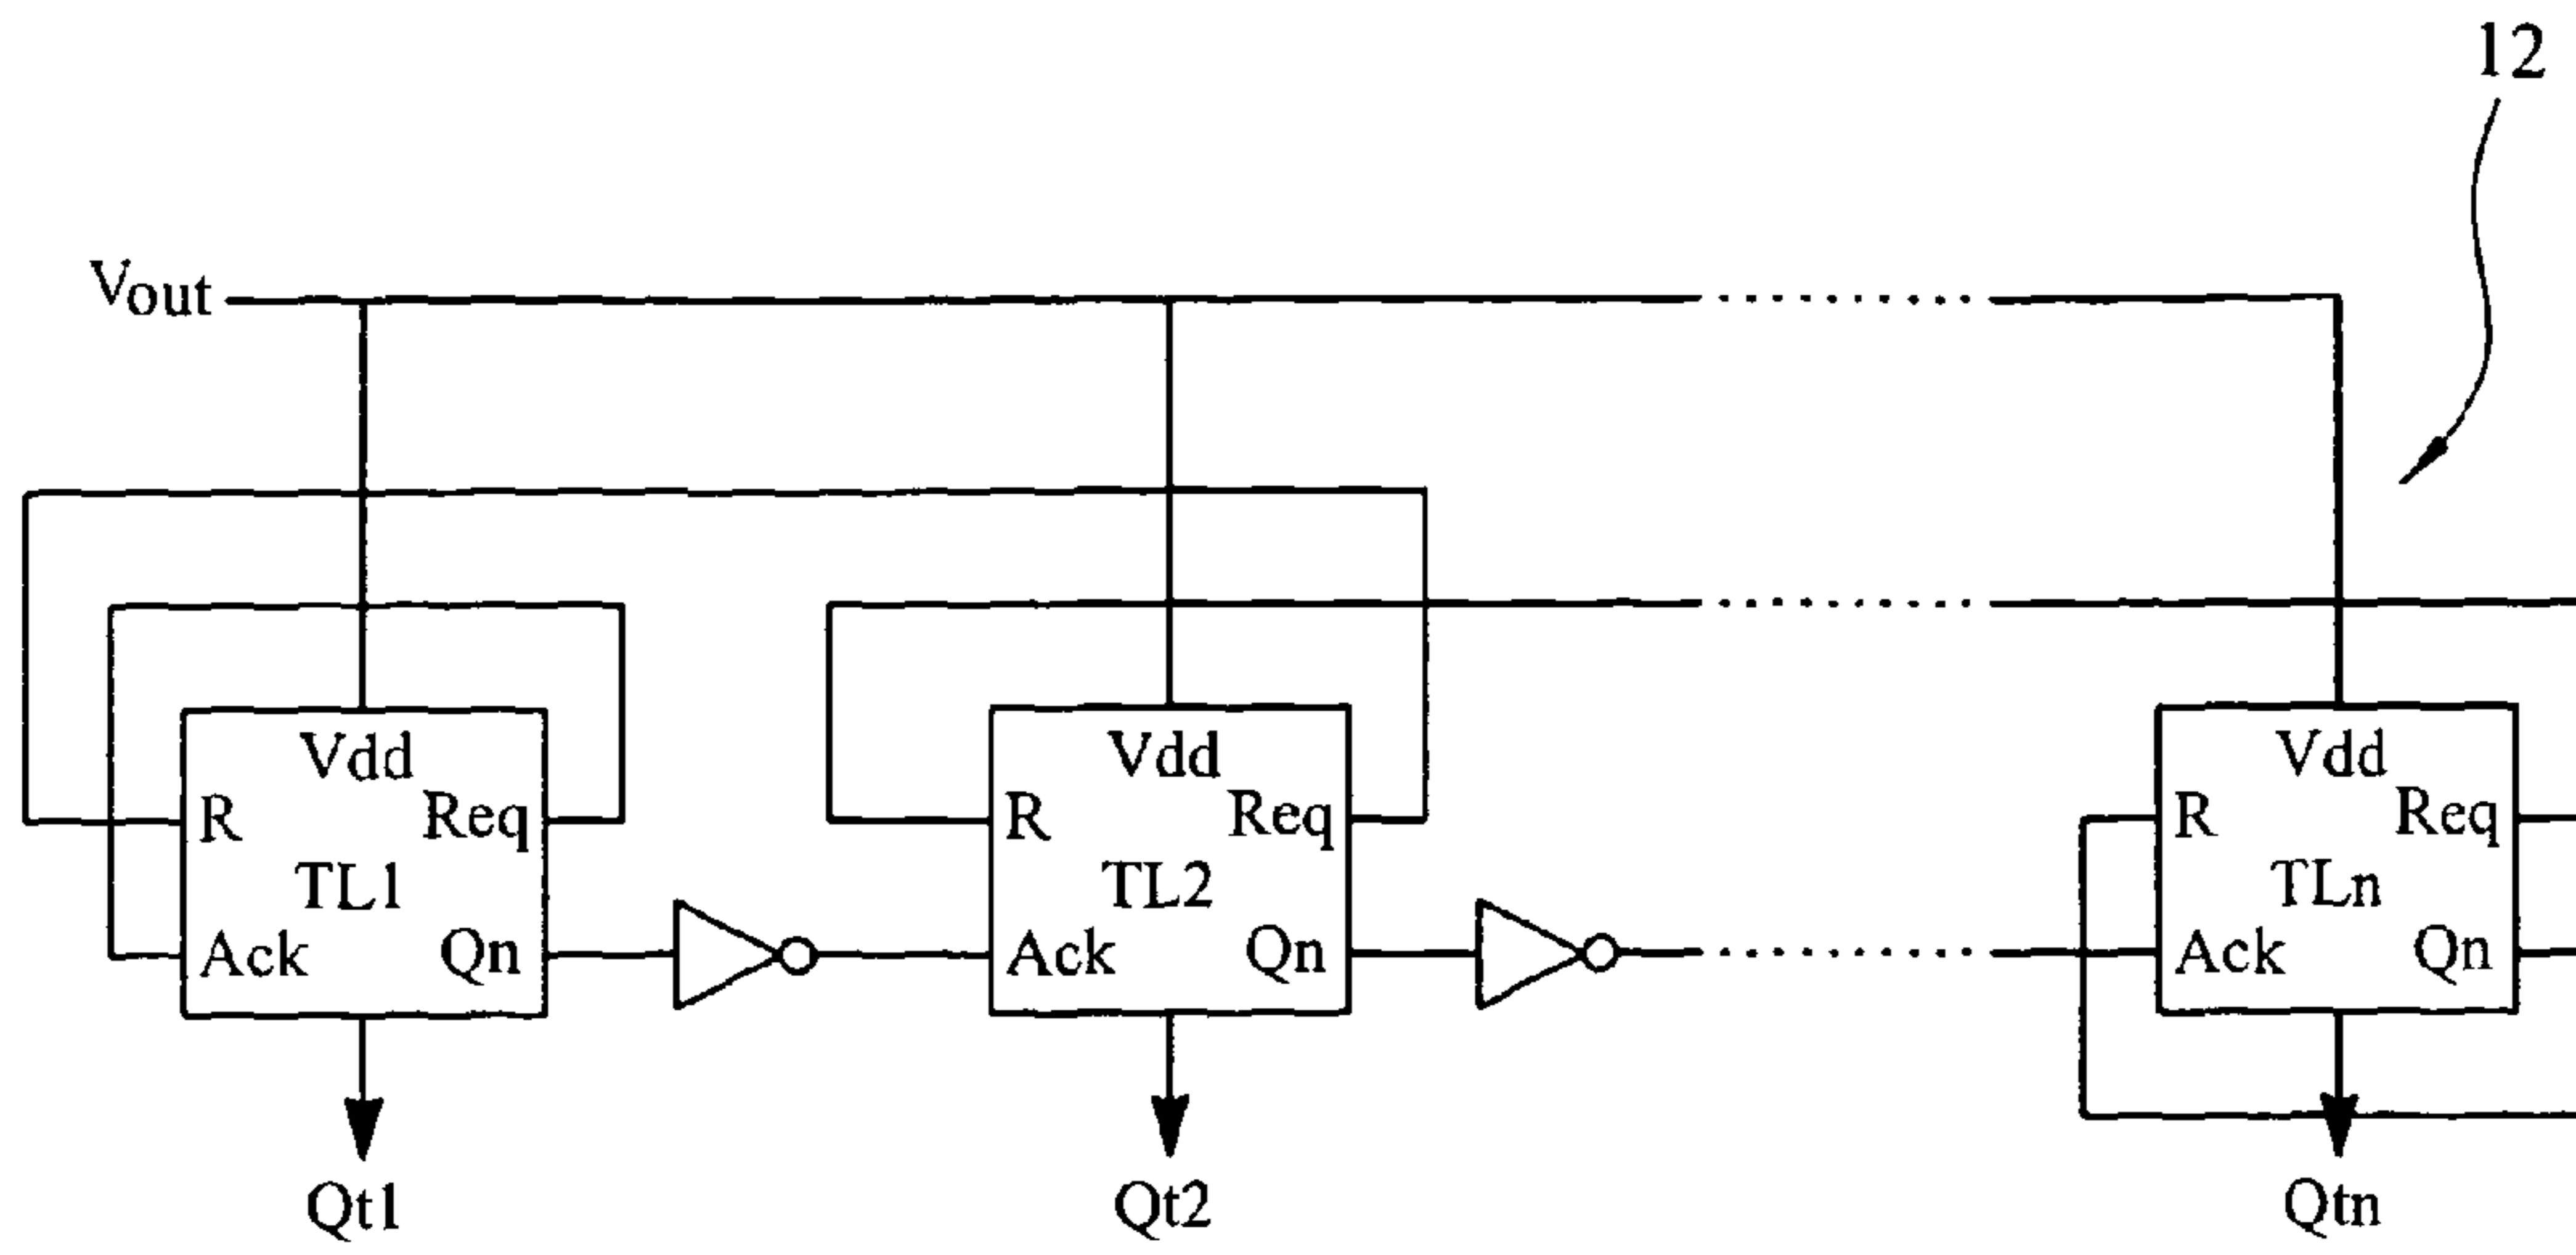 12
Vout
Vdd
R
Req
TL1
Ack
Qn
Qt1
Vdd
R
Req
TL2
Ack
Qn
Qt2
Vdd
R
Req
TLn
Ack
Qn
Qtn